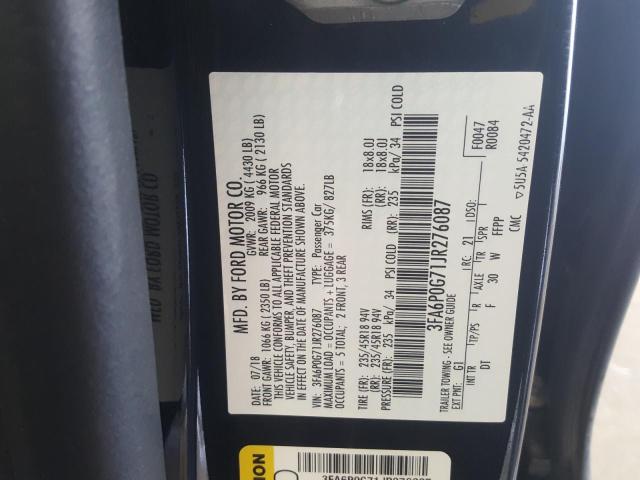 MFD. BY FORD MOTOR CO.
DATE: 07/18 GVWR: 2009 KG ( 4430 LB)
FRONT GAWR: 1066 KG ( 2350 LB) REAR GAWR: 966 KG ( 2130 LB)
THIS VEHICLE CONFORMS TO ALL APPLICABLE FEDERAL MOTOR
VEHICLE SAFETY, BUMPER, AND THEFT PREVENTION STANDARDS
IN EFFECT ON THE DATE OF MANUFACTURE SHOWN ABOVE.
VIN: 3FA6P0G71JR276087 TYPE: Passenger Car
MAXIMUM LOAD = OCCUPANTS + LUGGAGE = 375KG/ 827LB
OCCUPANTS = 5 TOTAL; 2 FRONT, 3 REAR
TIRE (FR): 235/45R18 94V RIMS (FR): 18x8.0J
(RR): 235/45R18 94V (RR): 18x8.0J
PRESSURE (FR): 235 kPa/ 34 PSI COLD (RR): 235 kPa/ 34 PSI COLD
3FA6P0G71JR276087
TRAILER TOWING - SEE OWNER GUIDE
F0047
R0084
EXT PNT: G1 RC: 21 DSO:
INT TR TP/PS R AXLE TR SPR
DT F 30 W FFPP
CMC ▽5U5A 5420472-AA
3FA6P0G71JR276087